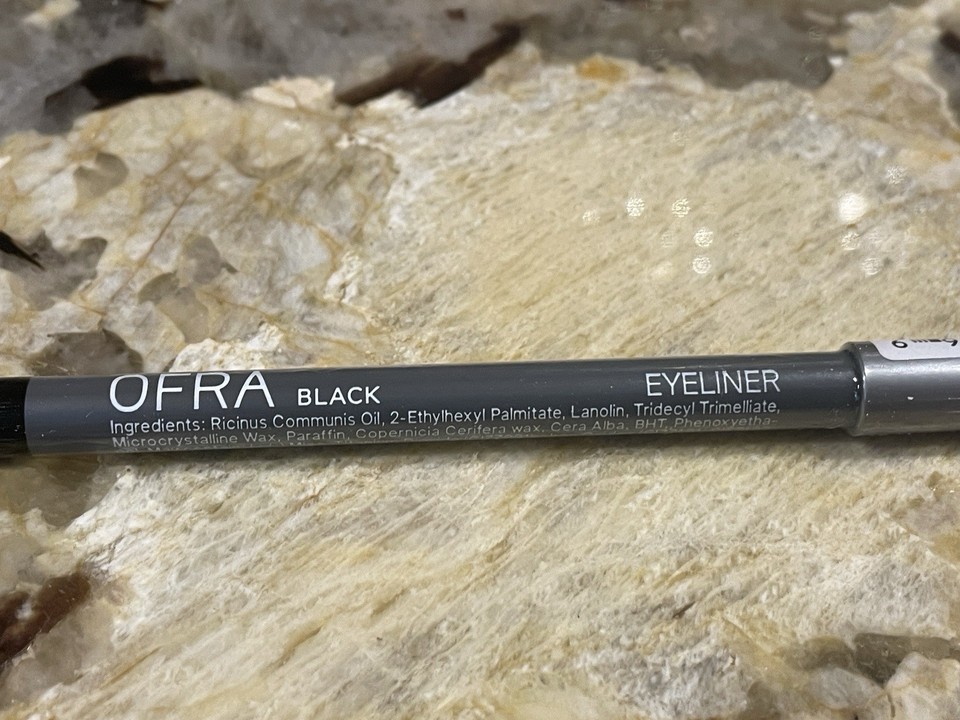 OFRA BLACK EYELINER
Ingredients: Ricinus Communis Oil, 2-Ethylhexyl Palmitate, Lanolin, Tridecyl Trimelliate,
Microcrystalline Wax, Paraffin, Copernicia Cerifera wax, Cera Alba, BHT, Phenoxyetha-